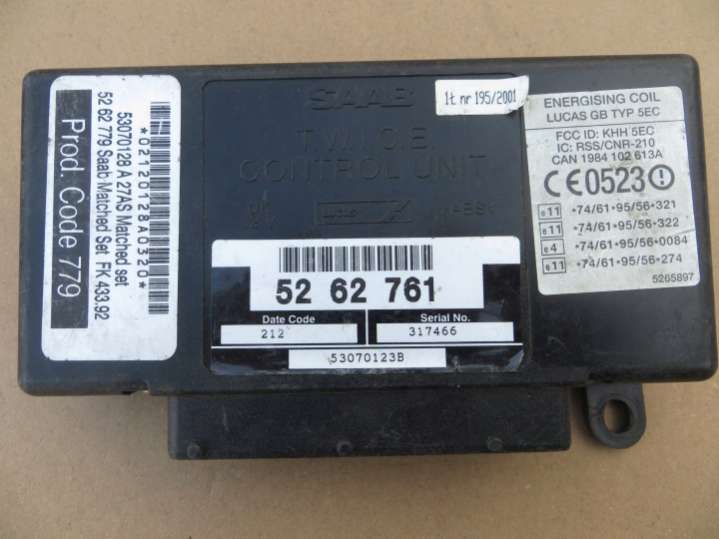 *02120128A0320*
53070128 A 27AS Matched set
52 62 779 Saab Matched Set FK 433.92
Prod. Code 779
SAAB
T.W.I.C.E.
CONTROL UNIT
Lucas
1t nr 195/2001
52 62 761
Date Code
212
Serial No.
317466
53070123B
ENERGISING COIL
LUCAS GB TYP 5EC
FCC ID: KHH 5EC
IC: RSS/CNR-210
CAN 1984 102 613A
CE0523
e11 •74/61•95/56•321
e11 •74/61•95/56•322
e4 •74/61•95/56•0084
e11 •74/61•95/56•274
5265897